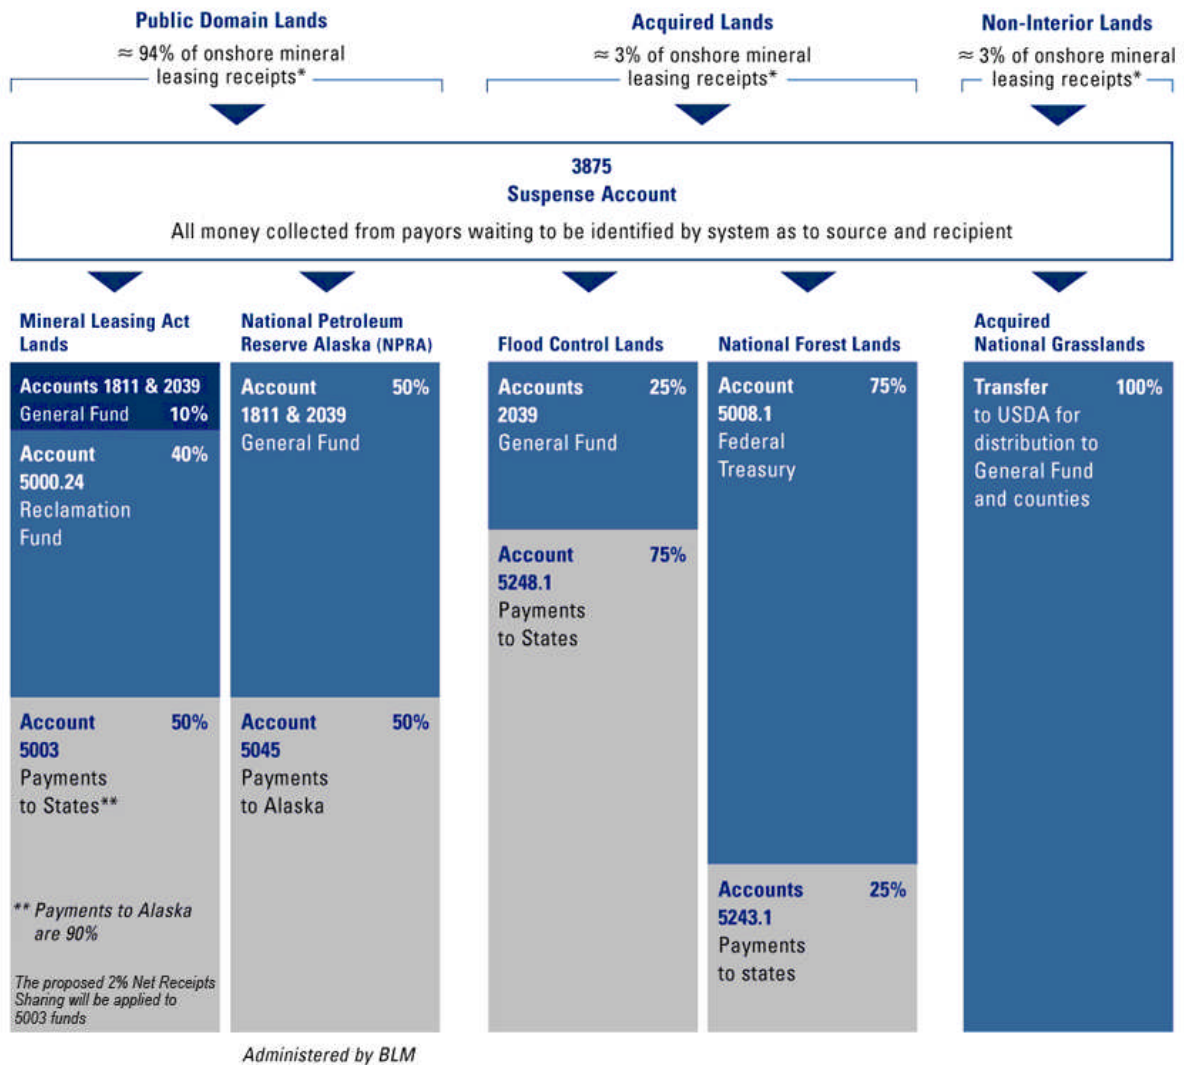 Public Domain Lands
≈ 94% of onshore mineral
leasing receipts*
Acquired Lands
≈ 3% of onshore mineral
leasing receipts*
Non-Interior Lands
≈ 3% of onshore mineral
leasing receipts*
3875
Suspense Account
All money collected from payors waiting to be identified by system as to source and recipient
Mineral Leasing Act
Lands
Accounts 1811 & 2039
General Fund 10%
Account 40%
5000.24
Reclamation
Fund
Account 50%
5003
Payments
to States**
** Payments to Alaska
are 90%
The proposed 2% Net Receipts
Sharing will be applied to
5003 funds
National Petroleum
Reserve Alaska (NPRA)
Account 50%
1811 & 2039
General Fund
Account 50%
5045
Payments
to Alaska
Administered by BLM
Flood Control Lands
Accounts 25%
2039
General Fund
Account 75%
5248.1
Payments
to States
National Forest Lands
Account 75%
5008.1
Federal
Treasury
Accounts 25%
5243.1
Payments
to states
Acquired
National Grasslands
Transfer 100%
to USDA for
distribution to
General Fund
and counties